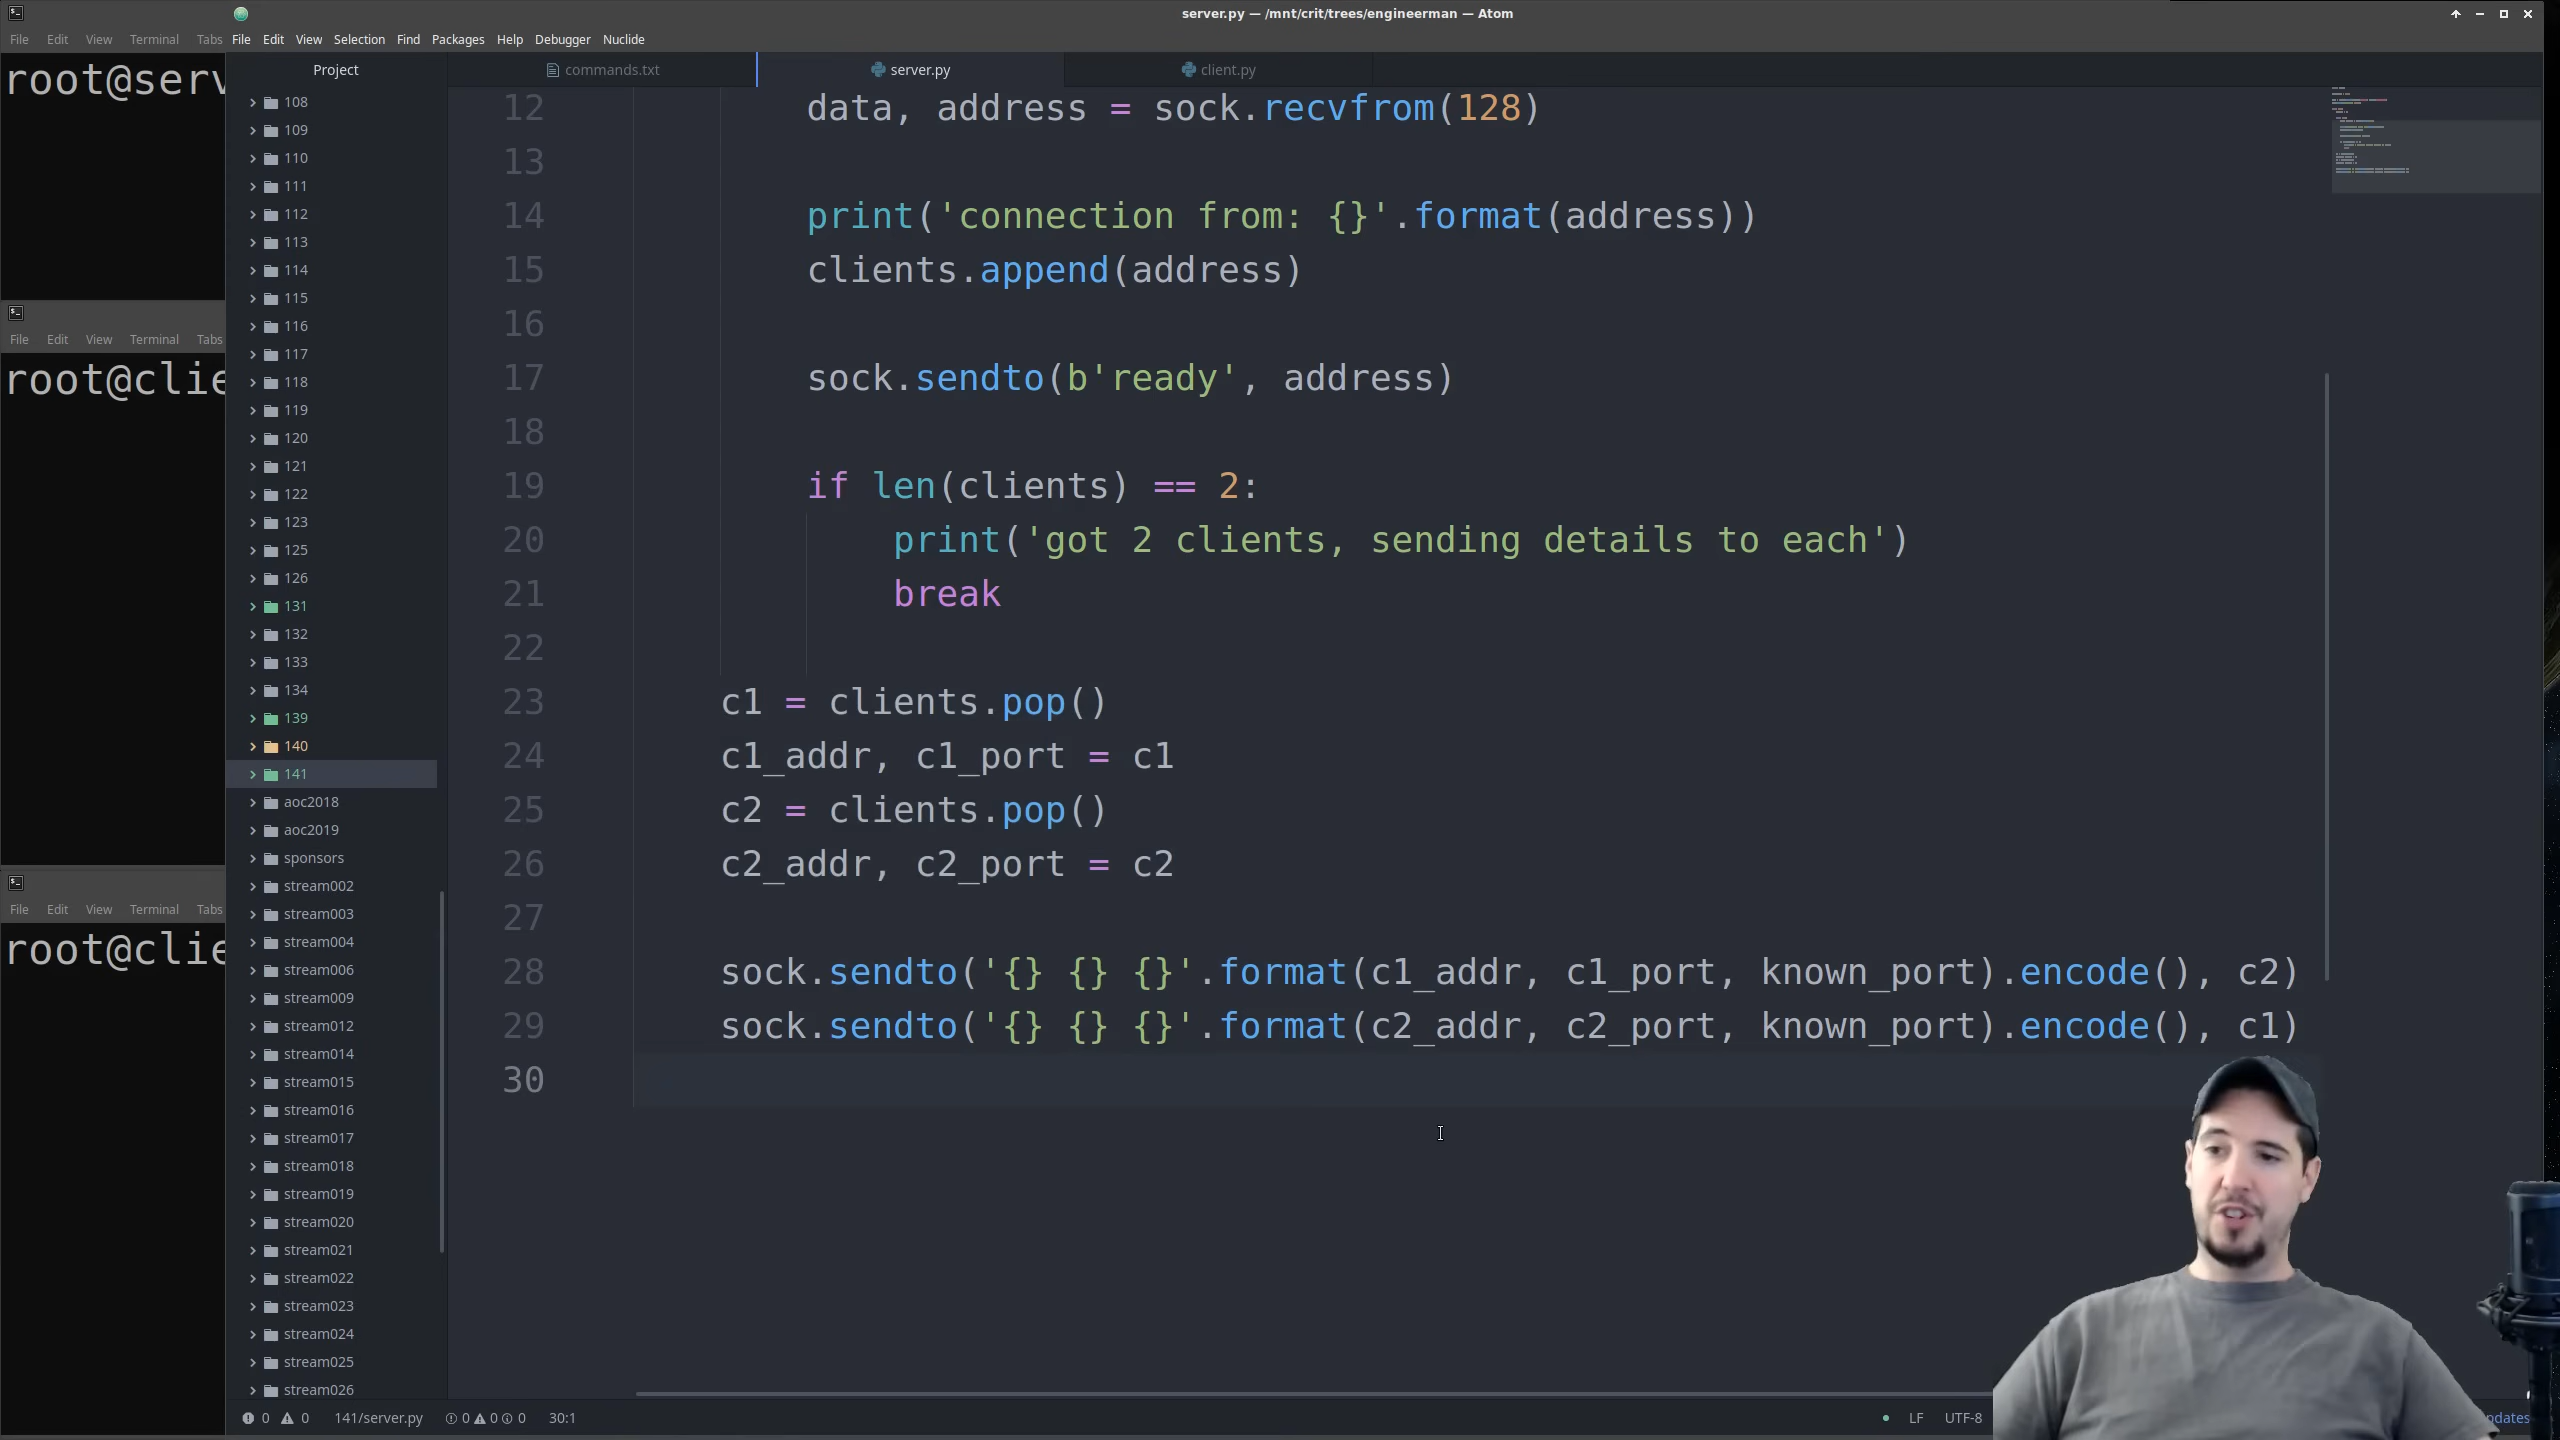 server.py — /mnt/crit/trees/engineerman — Atom
File Edit View Terminal Tabs
File Edit View Selection Find Packages Help Debugger Nuclide
root@serv
File Edit View Terminal Tabs
root@clie
File Edit View Terminal Tabs
root@clie
Project
108
109
110
111
112
113
114
115
116
117
118
119
120
121
122
123
125
126
131
132
133
134
139
140
141
aoc2018
aoc2019
sponsors
stream002
stream003
stream004
stream006
stream009
stream012
stream014
stream015
stream016
stream017
stream018
stream019
stream020
stream021
stream022
stream023
stream024
stream025
stream026
commands.txt
server.py
client.py
12 data, address = sock.recvfrom(128)
13
14 print('connection from: {}'.format(address))
15 clients.append(address)
16
17 sock.sendto(b'ready', address)
18
19 if len(clients) == 2:
20 print('got 2 clients, sending details to each')
21 break
22
23 c1 = clients.pop()
24 c1_addr, c1_port = c1
25 c2 = clients.pop()
26 c2_addr, c2_port = c2
27
28 sock.sendto('{} {} {}'.format(c1_addr, c1_port, known_port).encode(), c2)
29 sock.sendto('{} {} {}'.format(c2_addr, c2_port, known_port).encode(), c1)
30
0 0 141/server.py 0 0 0 30:1
LF UTF-8
pdates